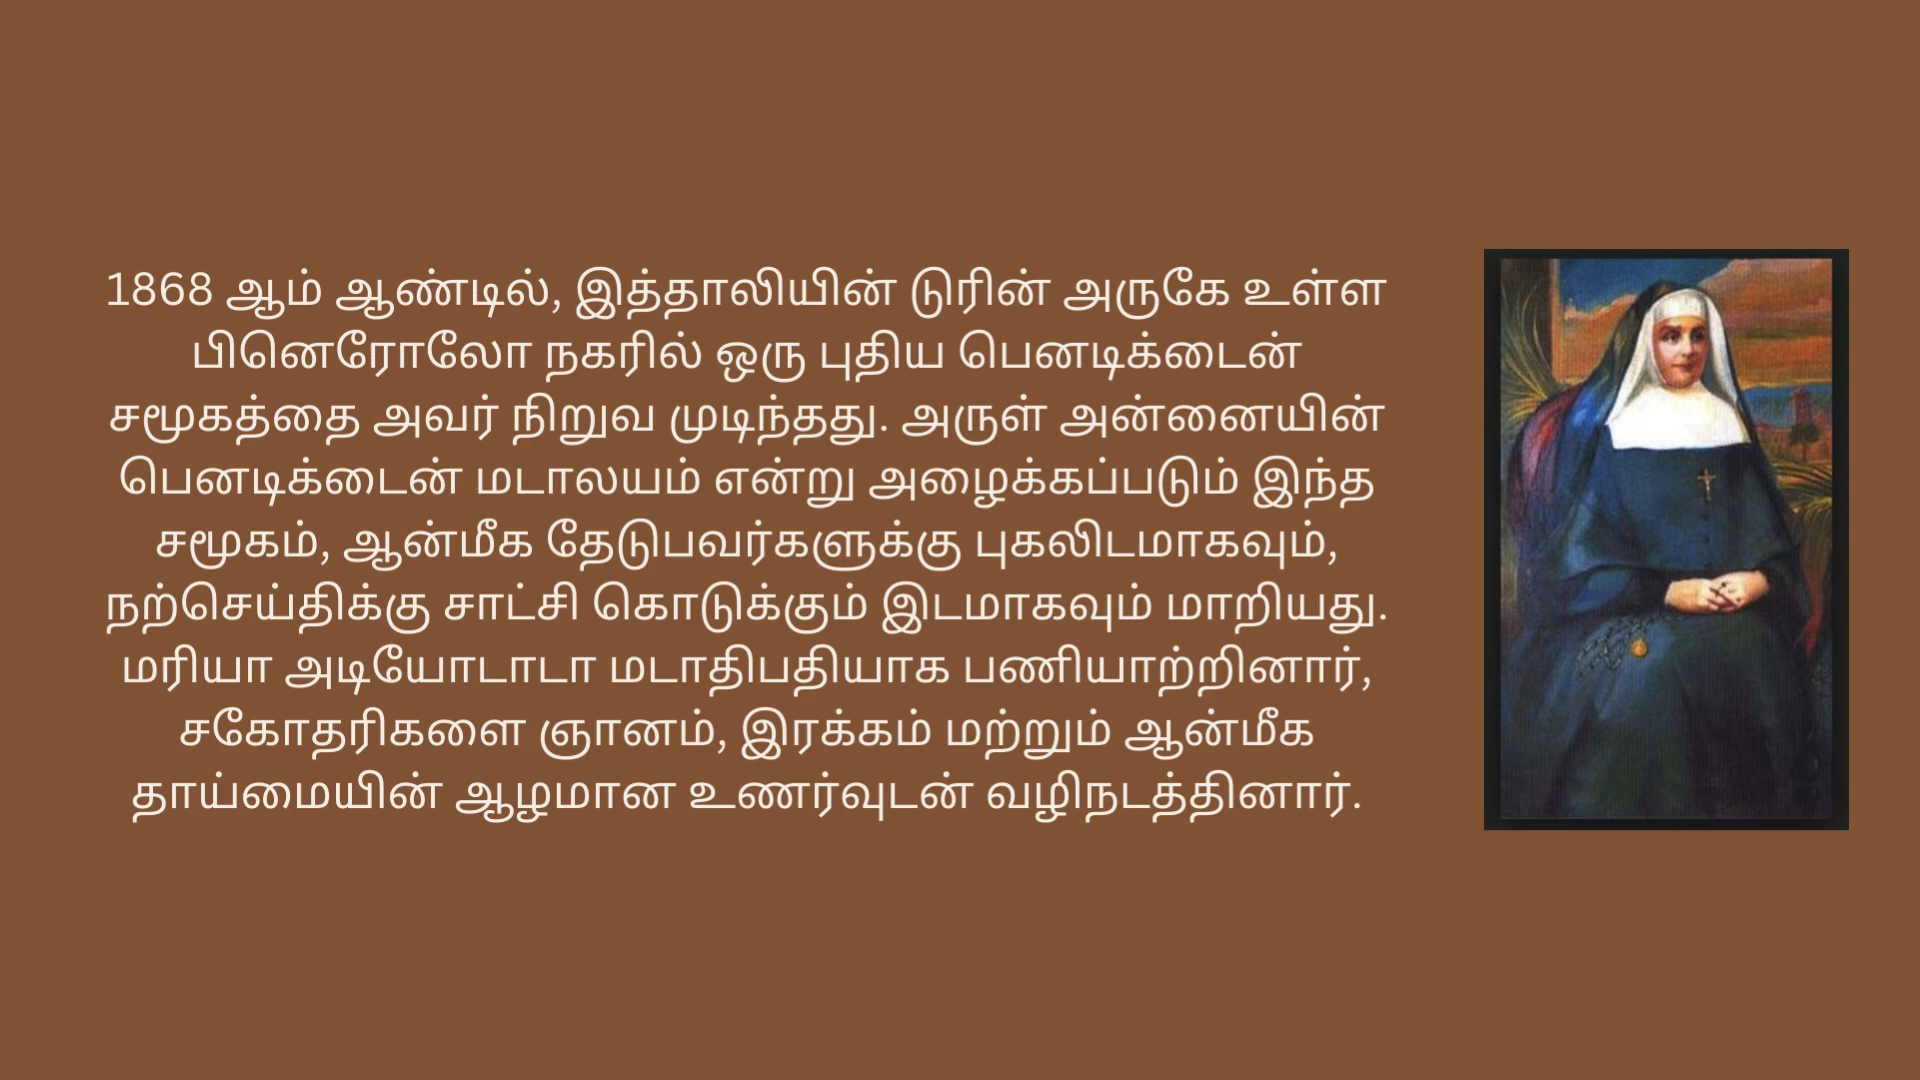 1868 ஆம் ஆண்டில், இத்தாலியின் டுரின் அருகே உள்ள
பினெரோலோ நகரில் ஒரு புதிய பெனடிக்டைன்
சமூகத்தை அவர் நிறுவ முடிந்தது. அருள் அன்னையின்
பெனடிக்டைன் மடாலயம் என்று அழைக்கப்படும் இந்த
சமூகம், ஆன்மீக தேடுபவர்களுக்கு புகலிடமாகவும்,
நற்செய்திக்கு சாட்சி கொடுக்கும் இடமாகவும் மாறியது.
மரியா அடியோடாடா மடாதிபதியாக பணியாற்றினார்,
சகோதரிகளை ஞானம், இரக்கம் மற்றும் ஆன்மீக
தாய்மையின் ஆழமான உணர்வுடன் வழிநடத்தினார்.